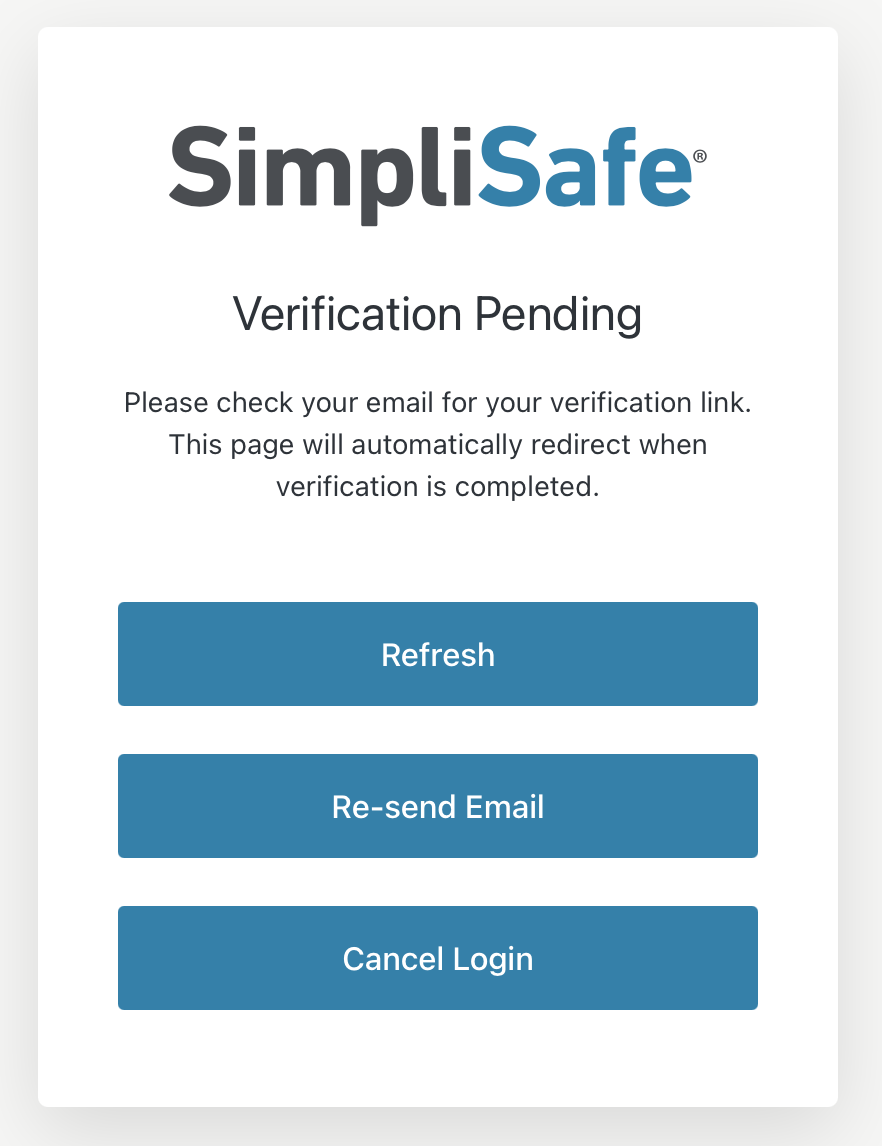 SimpliSafe®
Verification Pending
Please check your email for your verification link.
This page will automatically redirect when
verification is completed.
Refresh
Re-send Email
Cancel Login